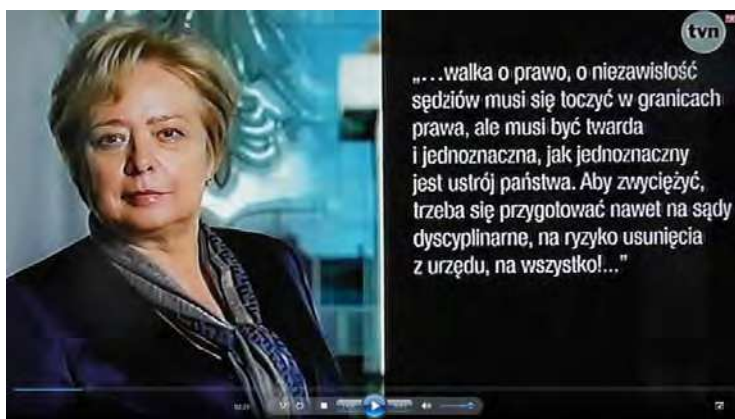 tvn
„…walka o prawo, o niezawisłość
sędziów musi się toczyć w granicach
prawa, ale musi być twarda
i jednoznaczna, jak jednoznaczny
jest ustrój państwa. Aby zwyciężyć,
trzeba się przygotować nawet na sądy
dyscyplinarne, na ryzyko usunięcia
z urzędu, na wszystko!...”